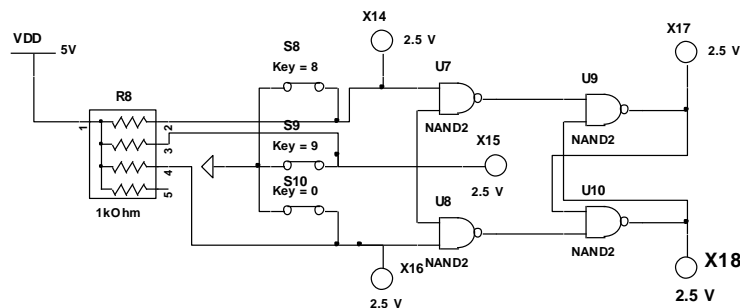 X14
X17
VDD
5V
S8
2.5 V
2.5 V
Key = 8
U7
U9
R8
1
2
S9
NAND2
NAND2
3
Key = 9
X15
4
S10
5
Key = 0
U8
2.5 V
U10
1kOhm
X16
NAND2
NAND2
X18
2.5 V
2.5 V